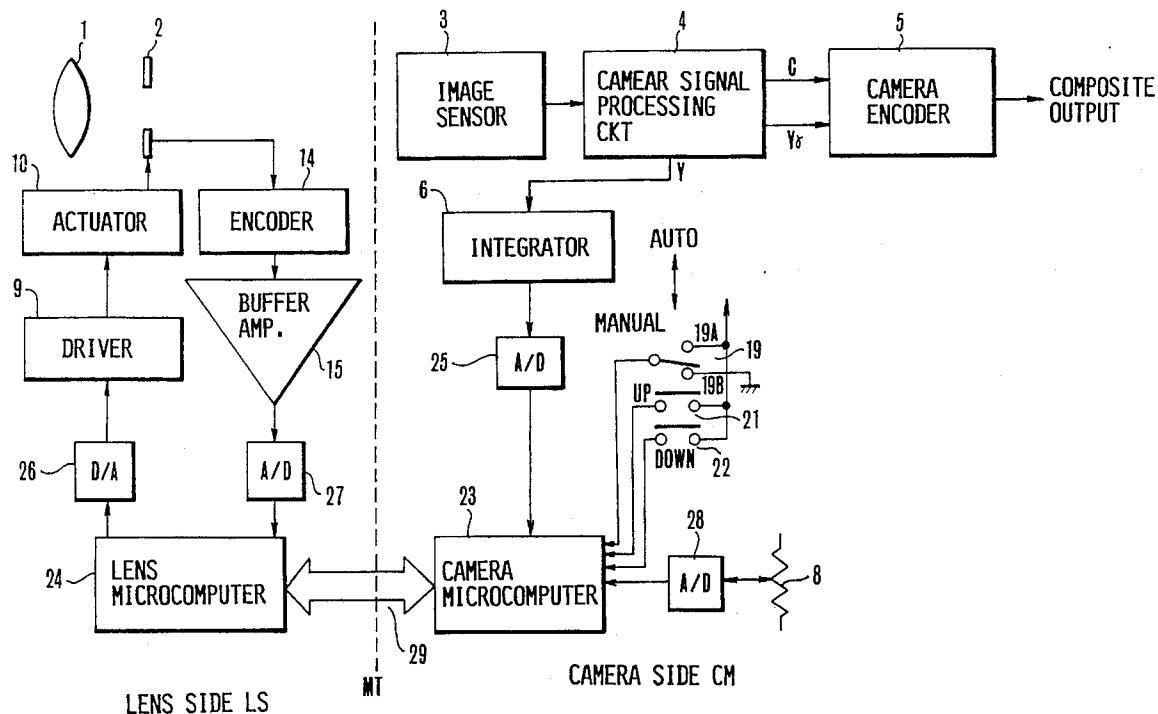 1
2
3
4
5
IMAGE
SENSOR
CAMEAR SIGNAL
PROCESSING
CKT
C
Yγ
CAMERA
ENCODER
COMPOSITE
OUTPUT
Y
10
ACTUATOR
14
ENCODER
6
INTEGRATOR
AUTO
MANUAL
9
DRIVER
BUFFER
AMP.
15
25
A/D
19A
19
19B
UP
21
DOWN
22
26
D/A
A/D
27
23
CAMERA
MICROCOMPUTER
24
LENS
MICROCOMPUTER
28
A/D
8
29
MT
LENS SIDE LS
CAMERA SIDE CM